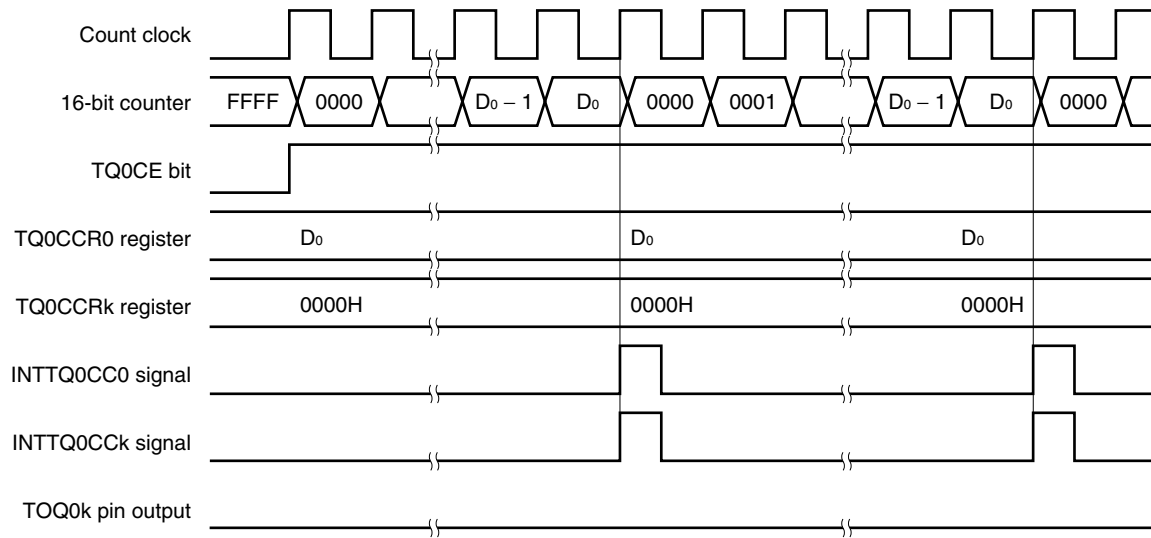 Count clock
16-bit counter FFFF 0000 D₀ − 1 D₀ 0000 0001 D₀ − 1 D₀ 0000
TQ0CE bit
TQ0CCR0 register D₀ D₀ D₀
TQ0CCRk register 0000H 0000H 0000H
INTTQ0CC0 signal
INTTQ0CCk signal
TOQ0k pin output